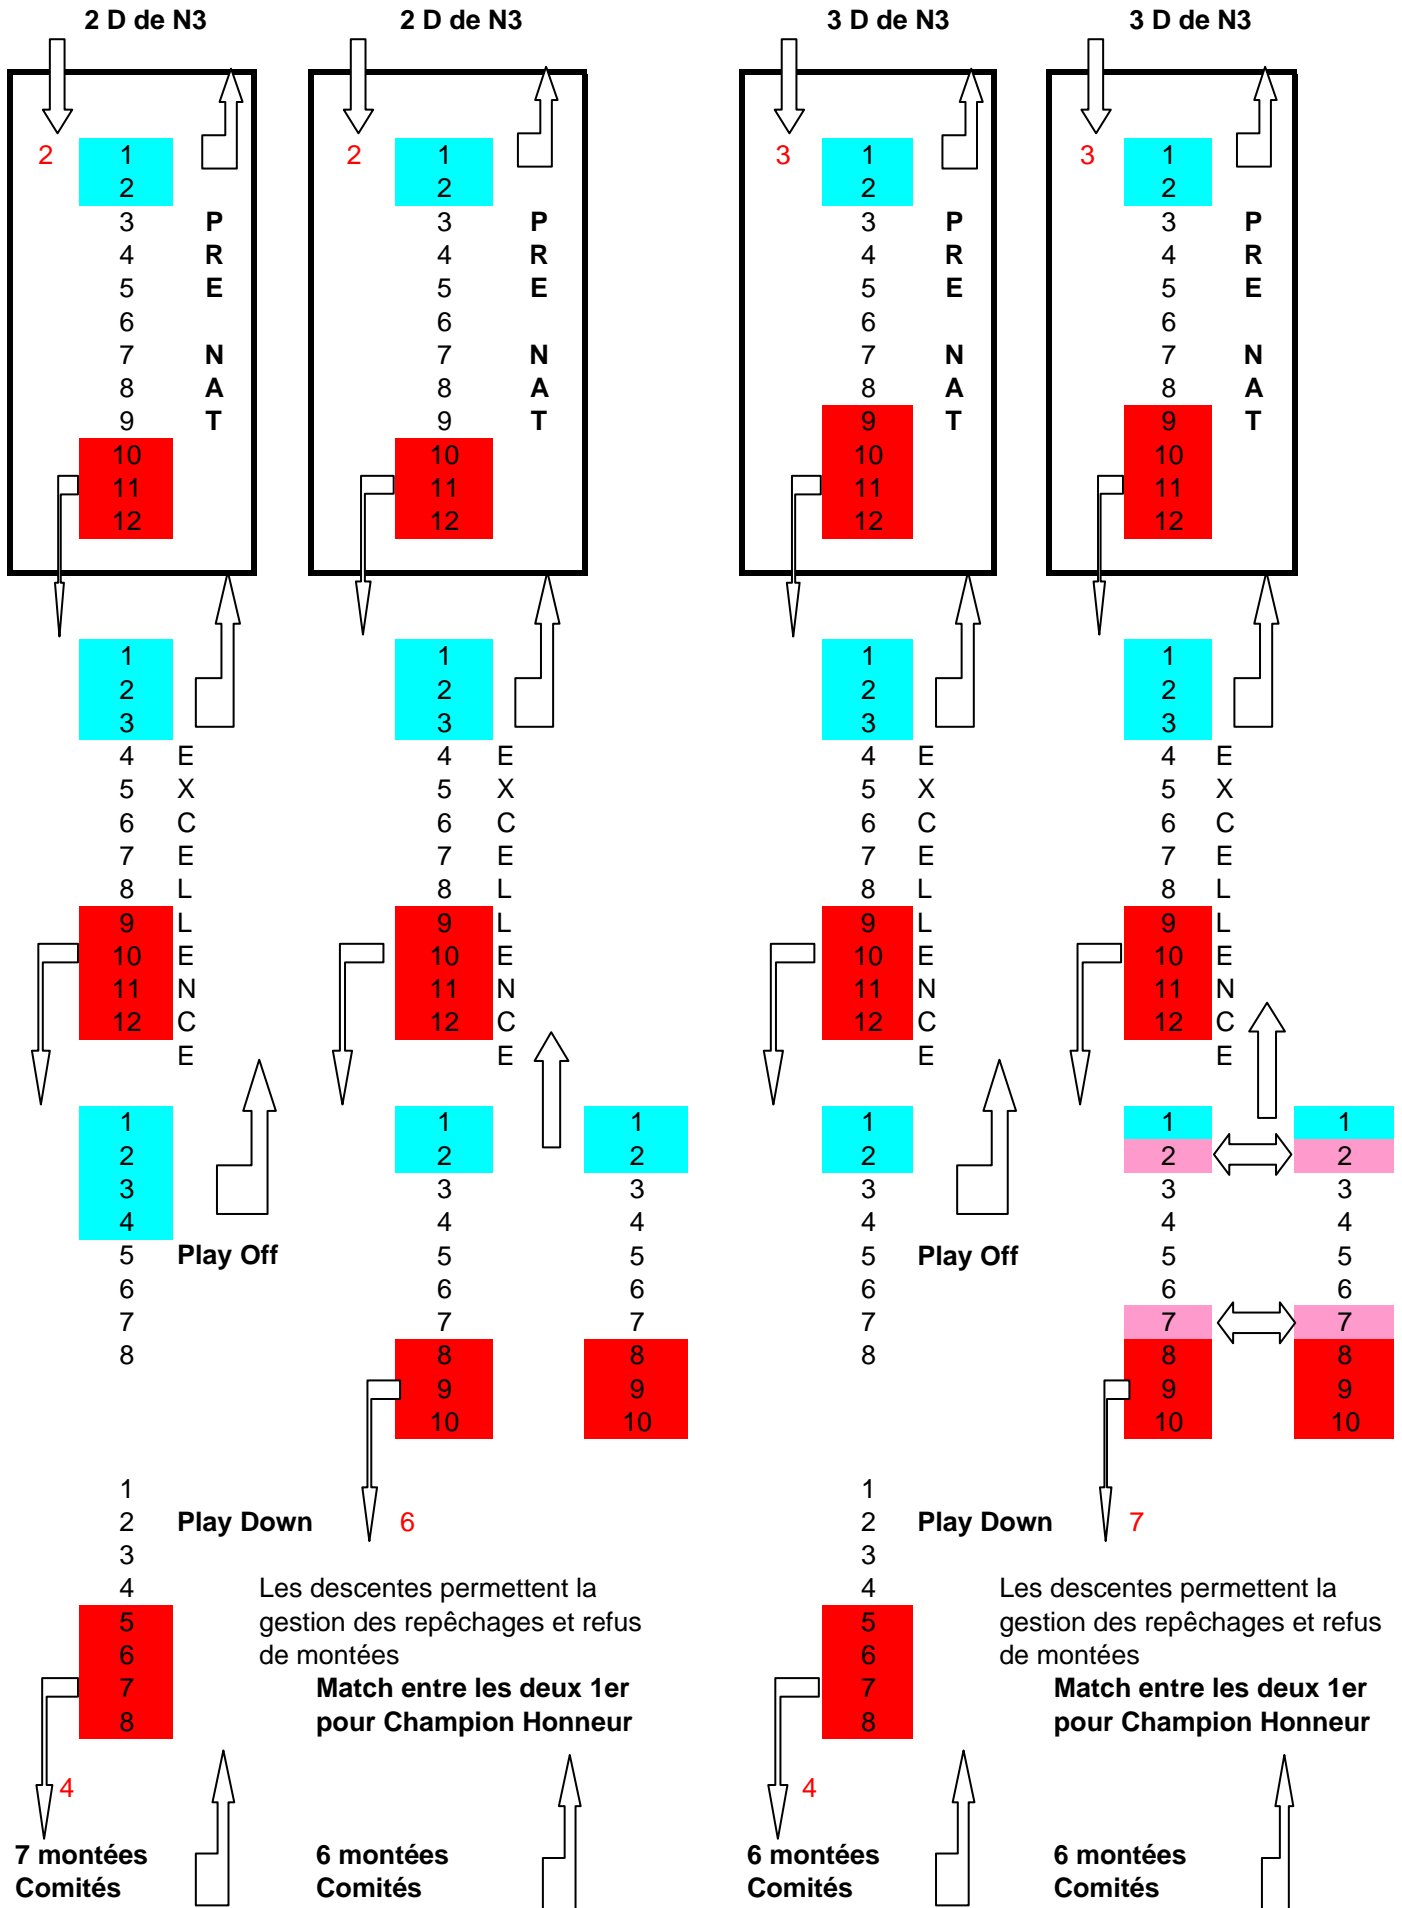 2 D de N3 2 D de N3 3 D de N3 3 D de N3
2 1 2 1 3 1 3 1
2 2 2 2
3 P 3 P 3 P 3 P
4 R 4 R 4 R 4 R
5 E 5 E 5 E 5 E
6 6 6 6
7 N 7 N 7 N 7 N
8 A 8 A 8 A 8 A
9 T 9 T 9 T 9 T
10 10 10 10
11 11 11 11
12 12 12 12
1 1 1 1
2 2 2 2
3 3 3 3
4 E 4 E 4 E 4 E
5 X 5 X 5 X 5 X
6 C 6 C 6 C 6 C
7 E 7 E 7 E 7 E
8 L 8 L 8 L 8 L
9 L 9 L 9 L 9 L
10 E 10 E 10 E 10 E
11 N 11 N 11 N 11 N
12 C 12 C 12 C 12 C
E E E E
1 1 1 1 1 1
2 2 2 2 2 2
3 3 3 3 3 3
4 4 4 4 4 4
5 Play Off 5 5 5 Play Off 5 5
6 6 6 6 6 6
7 7 7 7 7 7
8 8 8 8 8 8
9 9 9 9
10 10 10 10
1 1
2 Play Down 6 2 Play Down 7
3 3
4 Les descentes permettent la 4 Les descentes permettent la
5 gestion des repêchages et refus 5 gestion des repêchages et refus
6 de montées 6 de montées
7 Match entre les deux 1er 7 Match entre les deux 1er
8 pour Champion Honneur 8 pour Champion Honneur
4 4
7 montées 6 montées 6 montées 6 montées
Comités Comités Comités Comités